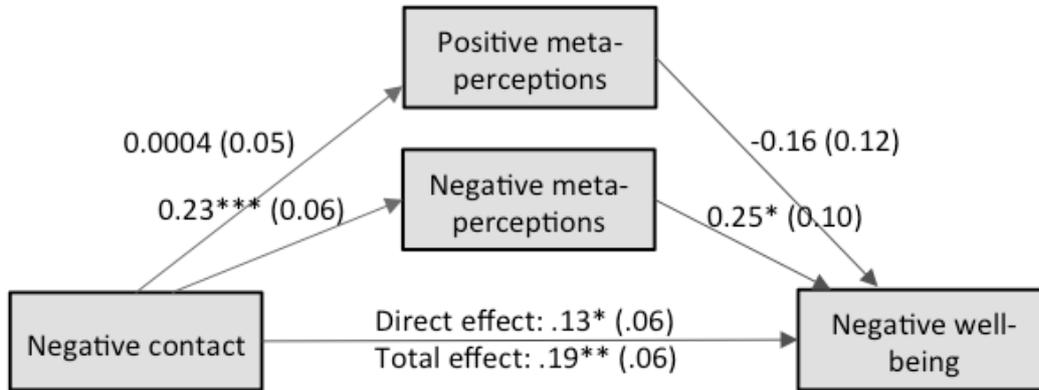 Positive meta-
perceptions
0.0004 (0.05)
-0.16 (0.12)
Negative meta-
perceptions
0.23*** (0.06)
0.25* (0.10)
Negative contact
Direct effect: .13* (.06)
Total effect: .19** (.06)
Negative well-
being